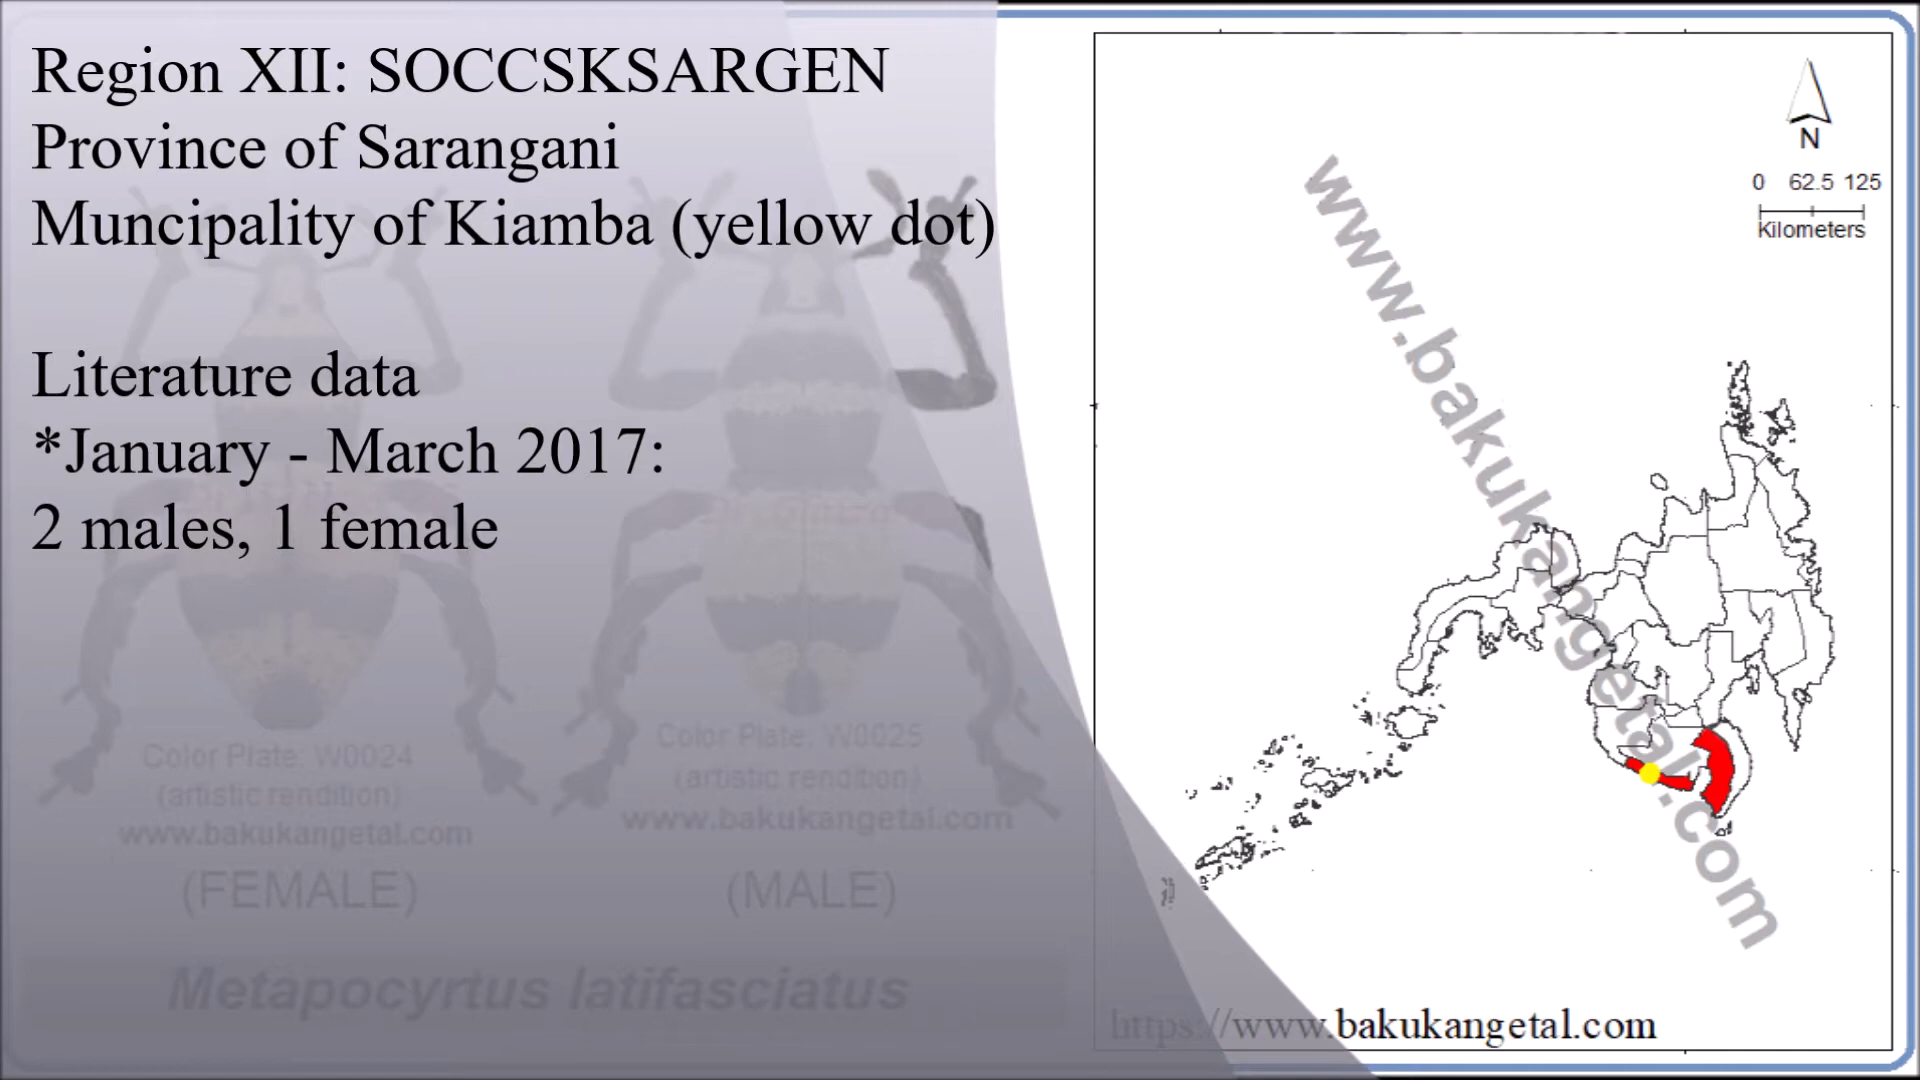 Region XII: SOCCSKSARGEN
Province of Sarangani
Muncipality of Kiamba (yellow dot)
Literature data
*January - March 2017:
2 males, 1 female
Color Plate: W0024
(artistic rendition)
www.bakukangetal.com
(FEMALE)
Color Plate: W0025
(artistic rendition)
www.bakukangetal.com
(MALE)
Metapocyrtus latifasciatus
N
0 62.5 125
Kilometers
www.bakukangetal.com
https://www.bakukangetal.com